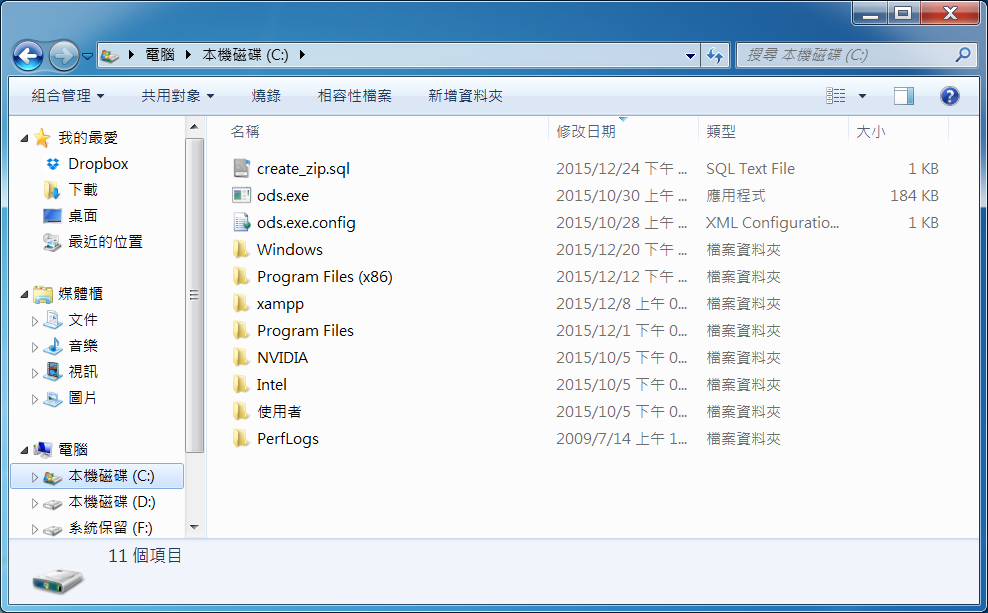 電腦 本機磁碟 (C:)
搜尋 本機磁碟 (C:)
組合管理 共用對象 燒錄 相容性檔案 新增資料夾
我的最愛
Dropbox
下載
桌面
最近的位置
媒體櫃
文件
音樂
視訊
圖片
電腦
本機磁碟 (C:)
本機磁碟 (D:)
系統保留 (F:)
名稱 修改日期 類型 大小
create_zip.sql 2015/12/24 下午 ... SQL Text File 1 KB
ods.exe 2015/10/30 上午 ... 應用程式 184 KB
ods.exe.config 2015/10/28 上午 ... XML Configuratio... 1 KB
Windows 2015/12/20 下午 ... 檔案資料夾
Program Files (x86) 2015/12/12 下午 ... 檔案資料夾
xampp 2015/12/8 上午 0... 檔案資料夾
Program Files 2015/12/1 下午 0... 檔案資料夾
NVIDIA 2015/10/5 下午 0... 檔案資料夾
Intel 2015/10/5 下午 0... 檔案資料夾
使用者 2015/10/5 下午 0... 檔案資料夾
PerfLogs 2009/7/14 上午 1... 檔案資料夾
11 個項目